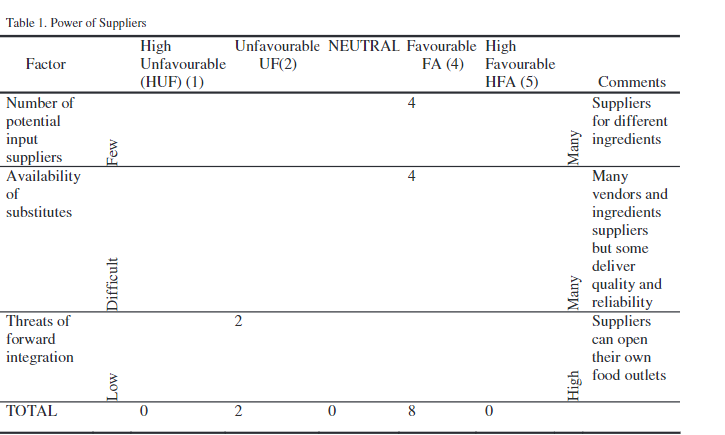 Table 1. Power of Suppliers
Factor High Unfavourable (HUF) (1) Unfavourable UF(2) NEUTRAL Favourable FA (4) High Favourable HFA (5) Comments
Number of 4 Suppliers
potential for different
input ingredients
suppliers Few Many
Availability 4 Many
of vendors and
substitutes ingredients
suppliers
but some
deliver
Difficult Many quality and
reliability
Threats of 2 Suppliers
forward can open
integration their own
Low High food outlets
TOTAL 0 2 0 8 0